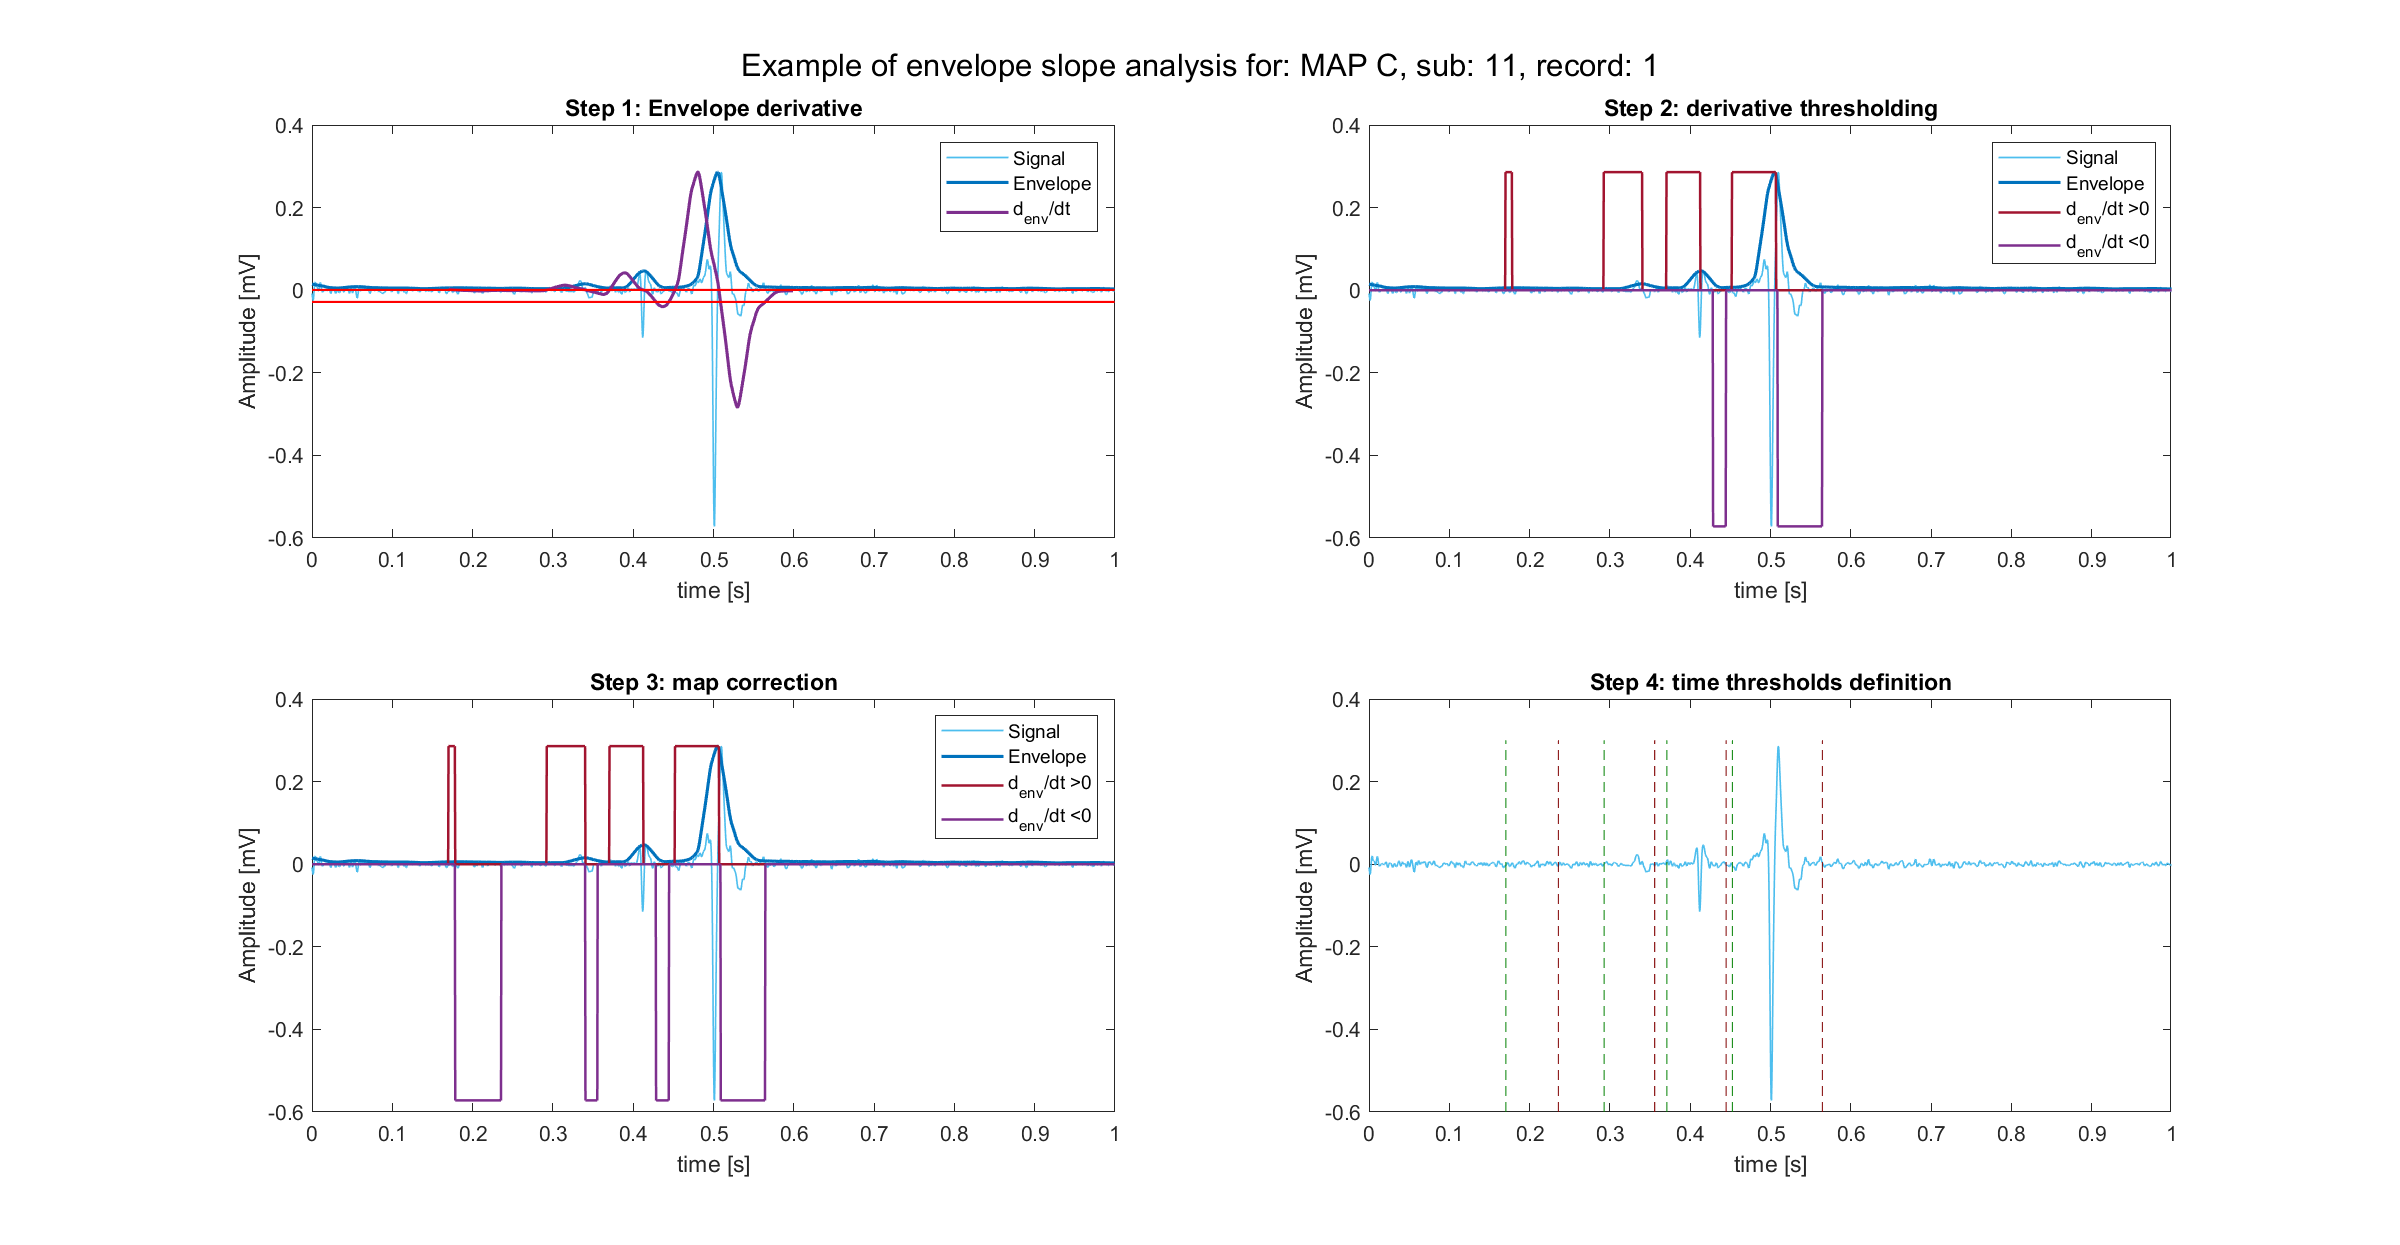 Example of envelope slope analysis for: MAP C, sub: 11, record: 1
Step 1: Envelope derivative
0.4
0.2
0
-0.2
-0.4
-0.6
Amplitude [mV]
0 0.1 0.2 0.3 0.4 0.5 0.6 0.7 0.8 0.9 1
time [s]
Signal
Envelope
d_env/dt
Step 2: derivative thresholding
0.4
0.2
0
-0.2
-0.4
-0.6
Amplitude [mV]
0 0.1 0.2 0.3 0.4 0.5 0.6 0.7 0.8 0.9 1
time [s]
Signal
Envelope
d_env/dt >0
d_env/dt <0
Step 3: map correction
0.4
0.2
0
-0.2
-0.4
-0.6
Amplitude [mV]
0 0.1 0.2 0.3 0.4 0.5 0.6 0.7 0.8 0.9 1
time [s]
Signal
Envelope
d_env/dt >0
d_env/dt <0
Step 4: time thresholds definition
0.4
0.2
0
-0.2
-0.4
-0.6
Amplitude [mV]
0 0.1 0.2 0.3 0.4 0.5 0.6 0.7 0.8 0.9 1
time [s]